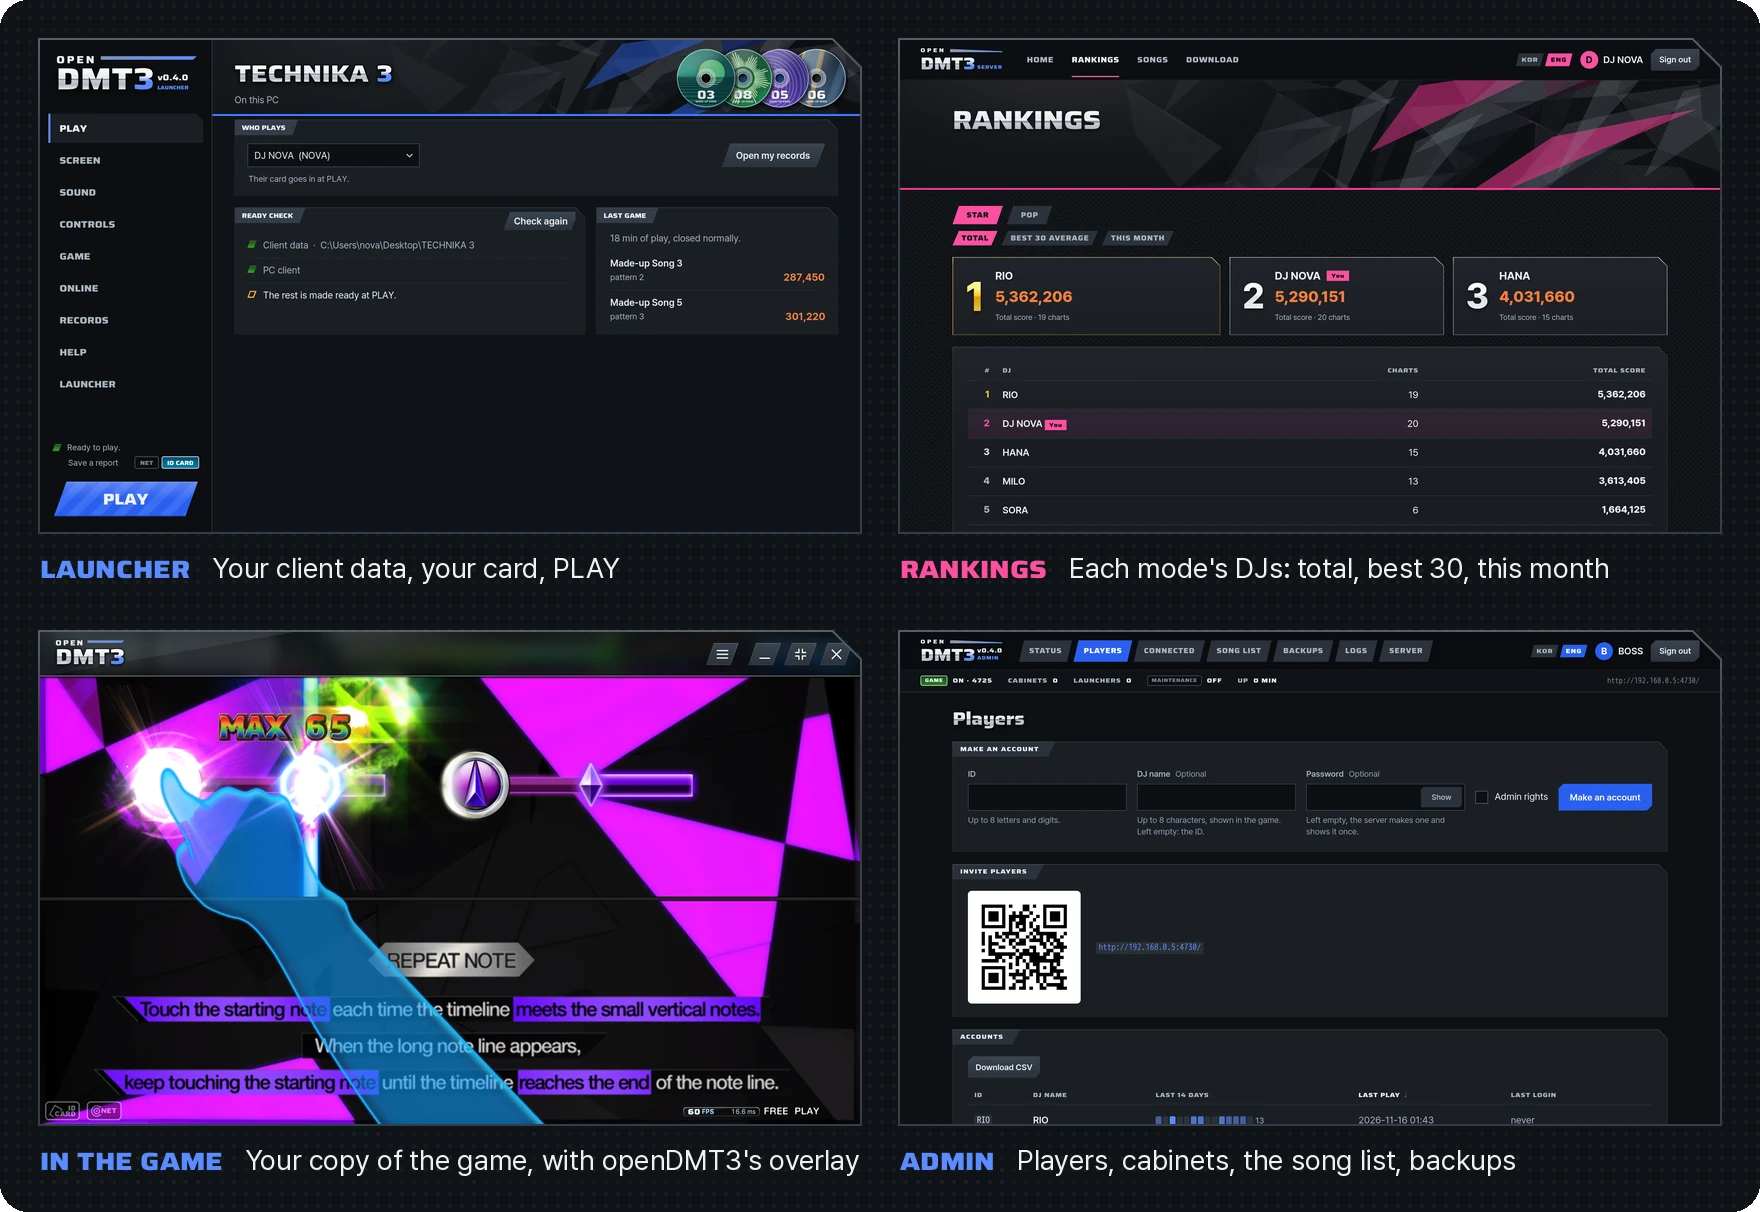 OPEN
DMT3 v0.4.0
LAUNCHER
PLAY
SCREEN
SOUND
CONTROLS
GAME
ONLINE
RECORDS
HELP
LAUNCHER
Ready to play.
Save a report NET ID CARD
PLAY
TECHNIKA 3
On this PC
03 08 05 06
WHO PLAYS
DJ NOVA (NOVA)
Open my records
Their card goes in at PLAY.
READY CHECK
Check again
Client data · C:\Users\nova\Desktop\TECHNIKA 3
PC client
The rest is made ready at PLAY.
LAST GAME
18 min of play, closed normally.
Made-up Song 3
pattern 2 287,450
Made-up Song 5
pattern 3 301,220
LAUNCHER Your client data, your card, PLAY
OPEN
DMT3 SERVER
HOME RANKINGS SONGS DOWNLOAD
KOR ENG D DJ NOVA Sign out
RANKINGS
STAR POP
TOTAL BEST 30 AVERAGE THIS MONTH
1 RIO
5,362,206
Total score · 19 charts
2 DJ NOVA You
5,290,151
Total score · 20 charts
3 HANA
4,031,660
Total score · 15 charts
# DJ CHARTS TOTAL SCORE
1 RIO 19 5,362,206
2 DJ NOVA You 20 5,290,151
3 HANA 15 4,031,660
4 MILO 13 3,613,405
5 SORA 6 1,664,125
RANKINGS Each mode's DJs: total, best 30, this month
OPEN
DMT3
MAX 65
REPEAT NOTE
Touch the starting note each time the timeline meets the small vertical notes.
When the long note line appears,
keep touching the starting note until the timeline reaches the end of the note line.
ID CARD NET
60 FPS 16.6 ms FREE PLAY
IN THE GAME Your copy of the game, with openDMT3's overlay
OPEN
DMT3 v0.4.0
ADMIN
STATUS PLAYERS CONNECTED SONG LIST BACKUPS LOGS SERVER
KOR ENG B BOSS Sign out
GAME ON · 4725 CABINETS 0 LAUNCHERS 0 MAINTENANCE OFF UP 0 MIN
http://192.168.0.5:4730/
Players
MAKE AN ACCOUNT
ID
Up to 8 letters and digits.
DJ name Optional
Up to 8 characters, shown in the game.
Left empty: the ID.
Password Optional
Show
Left empty, the server makes one and
shows it once.
Admin rights
Make an account
INVITE PLAYERS
http://192.168.0.5:4730/
ACCOUNTS
Download CSV
ID DJ NAME LAST 14 DAYS LAST PLAY ↓ LAST LOGIN
RIO RIO 13 2026-11-16 01:43 never
ADMIN Players, cabinets, the song list, backups